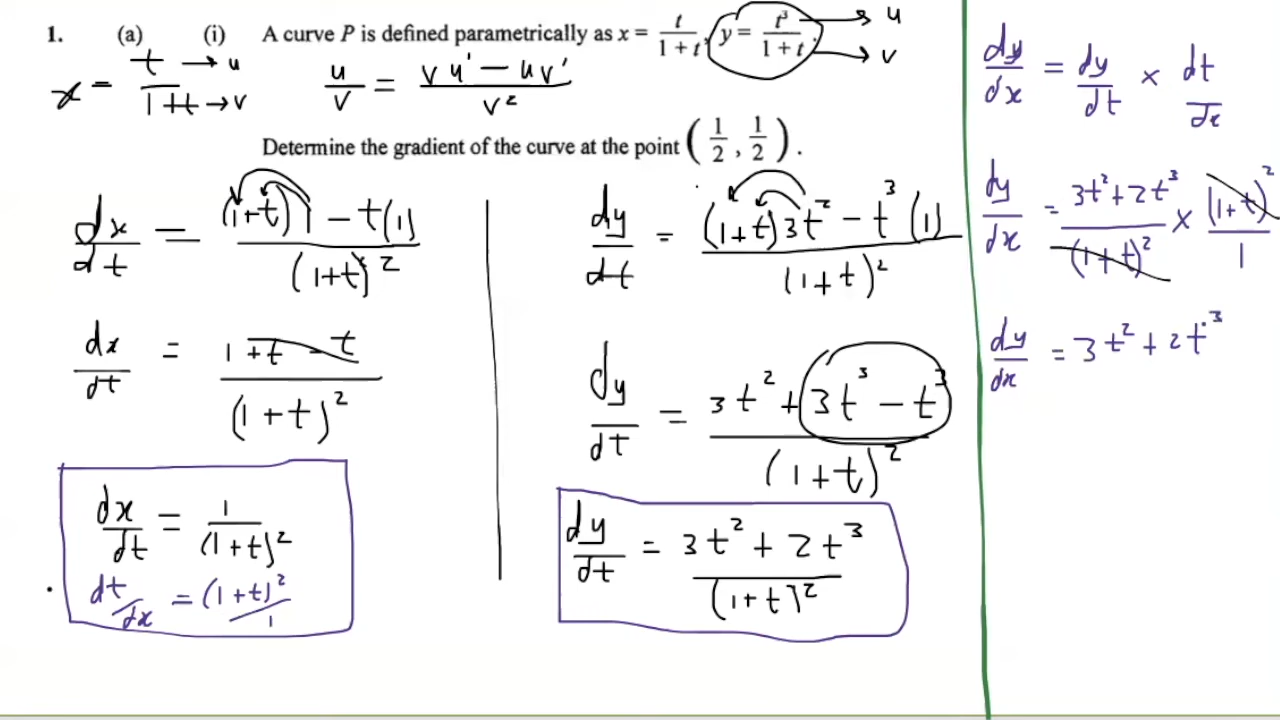 1. (a) (i) A curve P is defined parametrically as x = t/(1 + t), y = t³/(1 + t). → u → v
x = t/(1+t) → u → v
u/v = (vu' − uv')/v²
Determine the gradient of the curve at the point (1/2, 1/2).
dx/dt = ((1+t)1 − t(1))/(1+t)²
dx/dt = (1+t − t)/(1+t)²
dx/dt = 1/(1+t)²
dt/dx = (1+t)²/1
dy/dt = ((1+t)3t² − t³(1))/(1+t)²
dy/dt = (3t² + 3t³ − t³)/(1+t)²
dy/dt = (3t² + 2t³)/(1+t)²
dy/dx = dy/dt × dt/dx
dy/dx = (3t²+2t³)/(1+t)² × (1+t)²/1
dy/dx = 3t² + 2t³